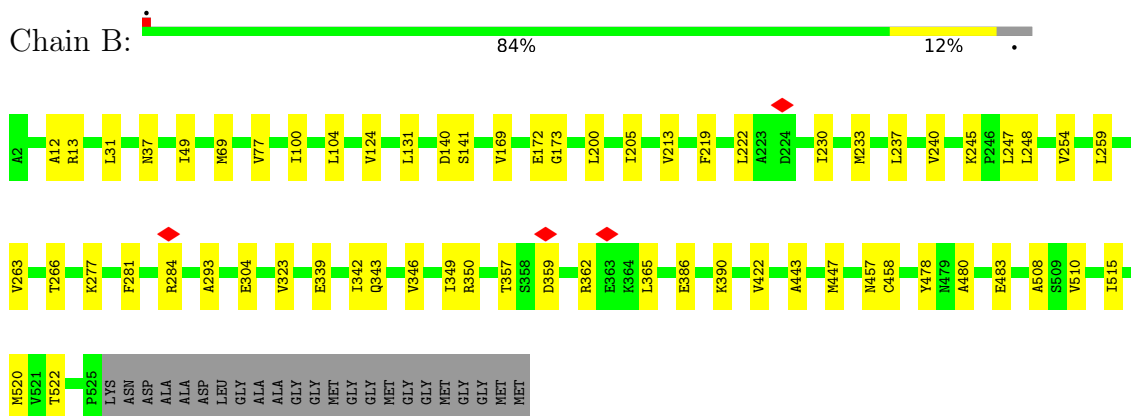 Chain B:
84% 12%
A2 A12 R13 L31 N37 I49 M69 V77 I100 L104 V124 L131 D140 S141 V169 E172 G173 L200 I205 V213 F219 L222 A223 D224 I230 M233 L237 V240 K245 P246 L247 L248 V254 L259
V263 T266 K277 F281 R284 A293 E304 V323 E339 I342 Q343 V346 I349 R350 T357 S358 D359 R362 E363 K364 L365 E386 K390 V422 A443 M447 N457 C458 Y478 N479 A480 E483 A508 S509 V510 I515
M520 V521 T522 P525 LYS ASN ASP ALA ALA ASP LEU GLY ALA ALA GLY GLY MET GLY GLY MET GLY GLY MET MET